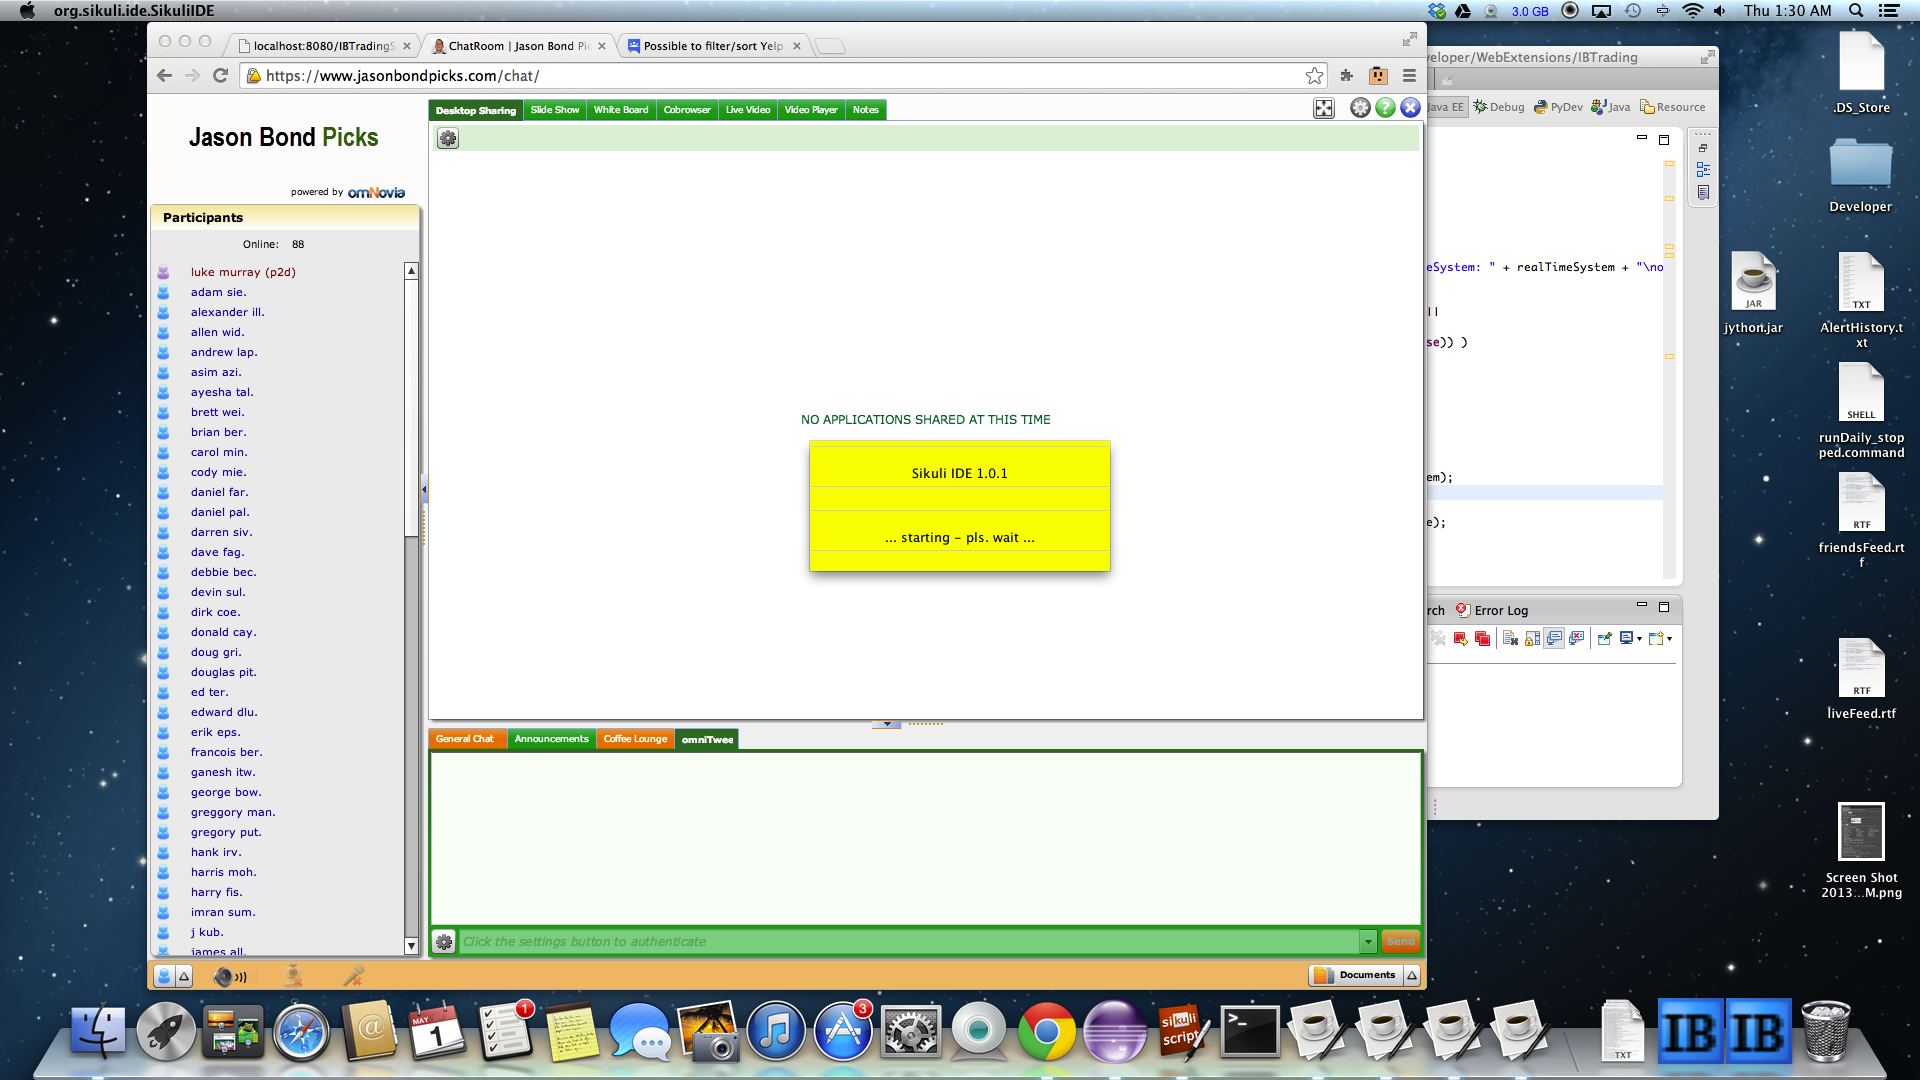 org.sikuli.ide.SikuliIDE
3.0 GB
Thu 1:30 AM
localhost:8080/IBTradingS
ChatRoom | Jason Bond Pic
Possible to filter/sort Yelp
https://www.jasonbondpicks.com/chat/
Jason Bond Picks
powered by omNovia
Participants
Online: 88
luke murray (p2d)
adam sie.
alexander ill.
allen wid.
andrew lap.
asim azi.
ayesha tal.
brett wei.
brian ber.
carol min.
cody mie.
daniel far.
daniel pal.
darren siv.
dave fag.
debbie bec.
devin sul.
dirk coe.
donald cay.
doug gri.
douglas pit.
ed ter.
edward dlu.
erik eps.
francois ber.
ganesh itw.
george bow.
greggory man.
gregory put.
hank irv.
harris moh.
harry fis.
imran sum.
j kub.
james all.
Desktop Sharing
Slide Show
White Board
Cobrowser
Live Video
Video Player
Notes
NO APPLICATIONS SHARED AT THIS TIME
Sikuli IDE 1.0.1
... starting - pls. wait ...
General Chat
Announcements
Coffee Lounge
omniTwee
Click the settings button to authenticate
Send
Documents
veloper/WebExtensions/IBTrading
Java EE
Debug
PyDev
Java
Resource
eSystem: " + realTimeSystem + "\no
||
se)) )
em);
e);
rch
Error Log
.DS_Store
Developer
JAR
jython.jar
TXT
AlertHistory.t
xt
SHELL
runDaily_stop
ped.command
RTF
friendsFeed.rt
f
RTF
liveFeed.rtf
Screen Shot
2013...M.png
MAY
1
1
3
sikuli
script
>_
TXT
IB
IB